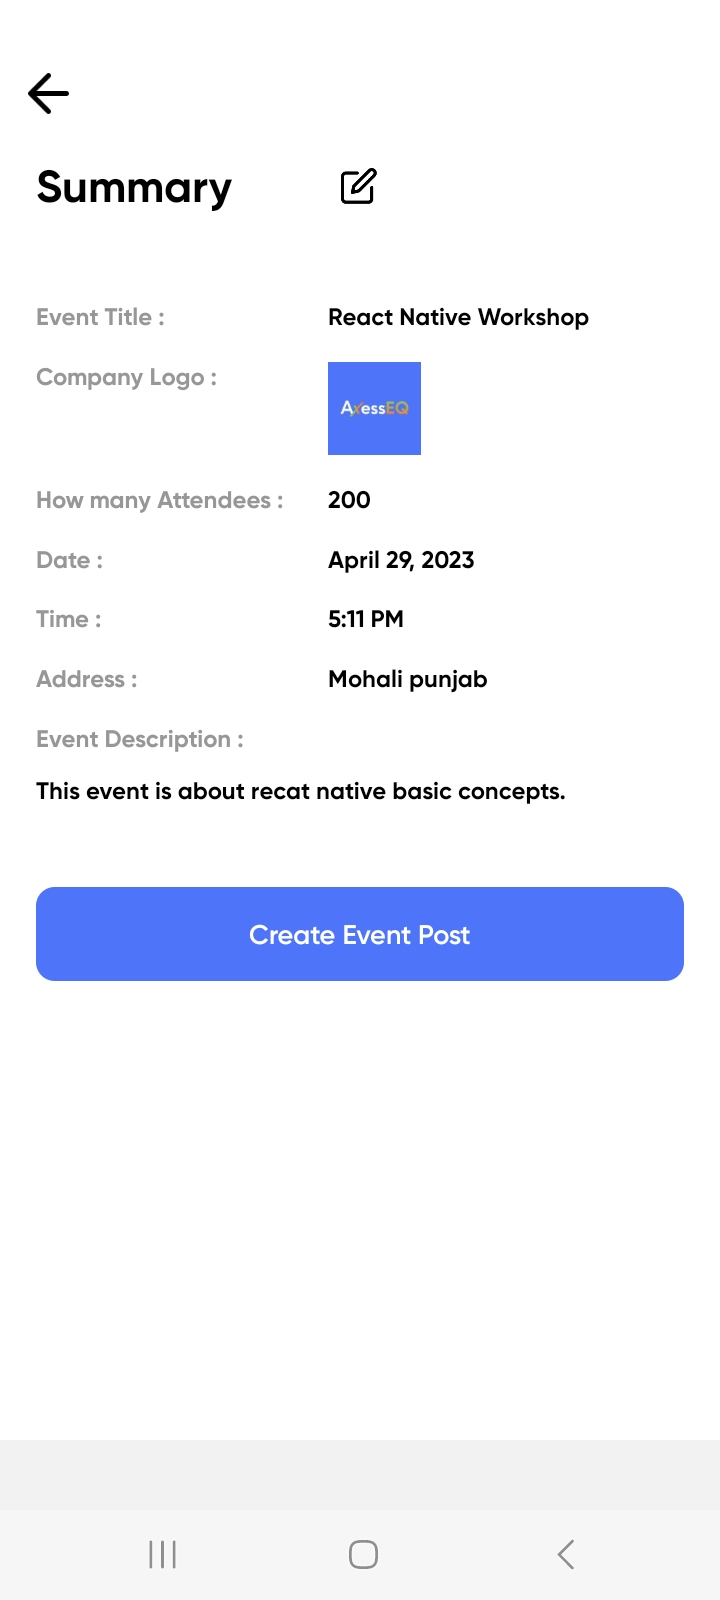 Summary
Event Title : React Native Workshop
Company Logo : AxessEQ
How many Attendees : 200
Date : April 29, 2023
Time : 5:11 PM
Address : Mohali punjab
Event Description :
This event is about recat native basic concepts.
Create Event Post